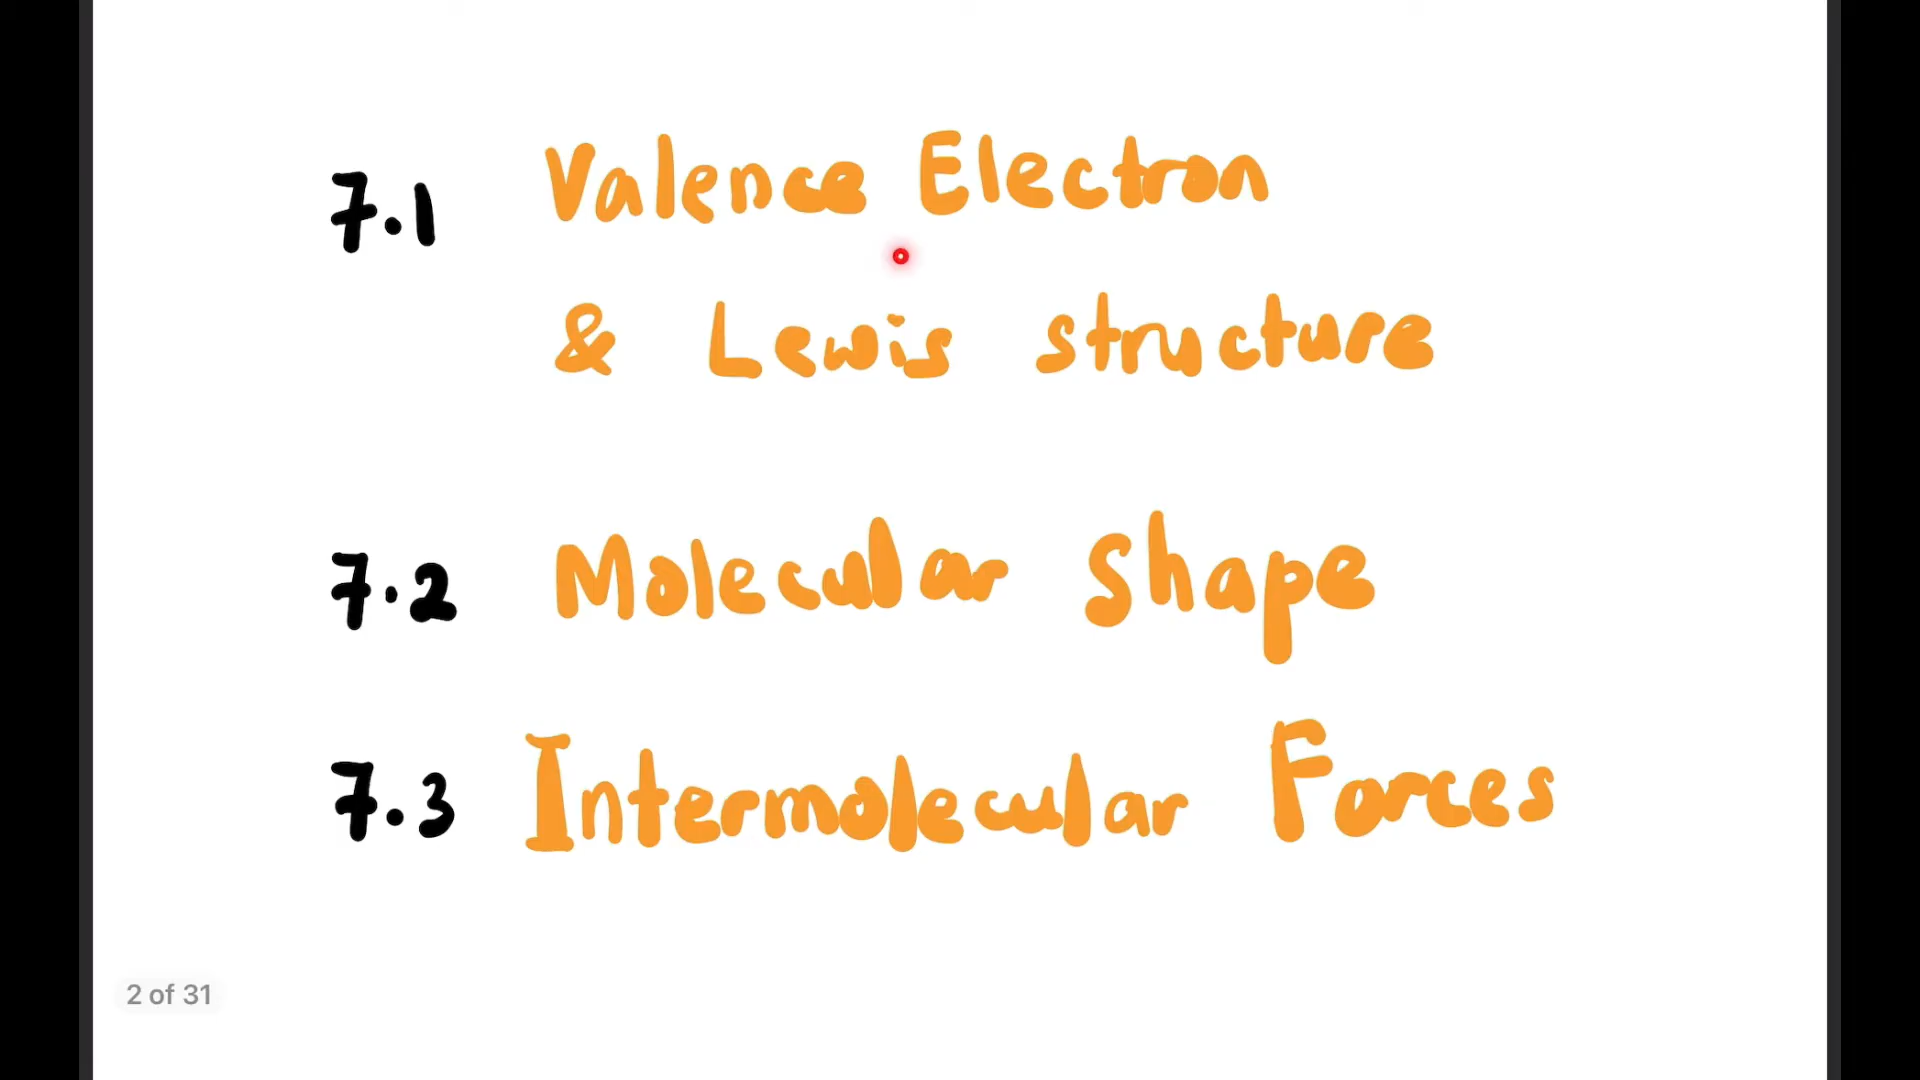 7.1 Valence Electron
& Lewis structure
7.2 Molecular Shape
7.3 Intermolecular Forces
2 of 31